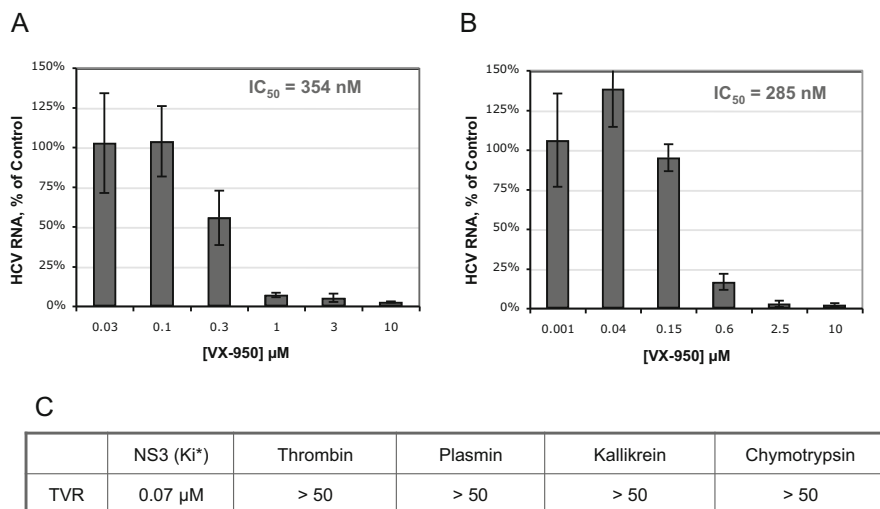 A
150%
125%
100%
75%
50%
25%
0%
HCV RNA, % of Control
IC50 = 354 nM
0.03 0.1 0.3 1 3 10
[VX-950] µM
B
150%
125%
100%
75%
50%
25%
0%
HCV RNA, % of Control
IC50 = 285 nM
0.001 0.04 0.15 0.6 2.5 10
[VX-950] µM
C
NS3 (Ki*) Thrombin Plasmin Kallikrein Chymotrypsin
TVR 0.07 µM > 50 > 50 > 50 > 50